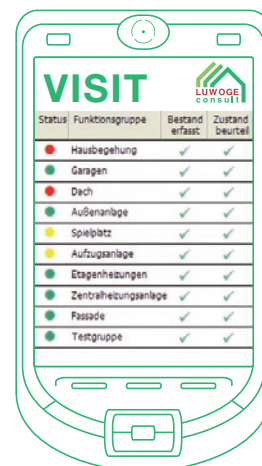 VISIT
LUWOGE
consult
Status Funktionsgruppe Bestand erfasst Zustand beurteil
Hausbegehung
Garagen
Dach
Außenanlage
Spielplatz
Aufzugsanlage
Etagenheizungen
Zentralheizungsanlage
Fassade
Testgruppe